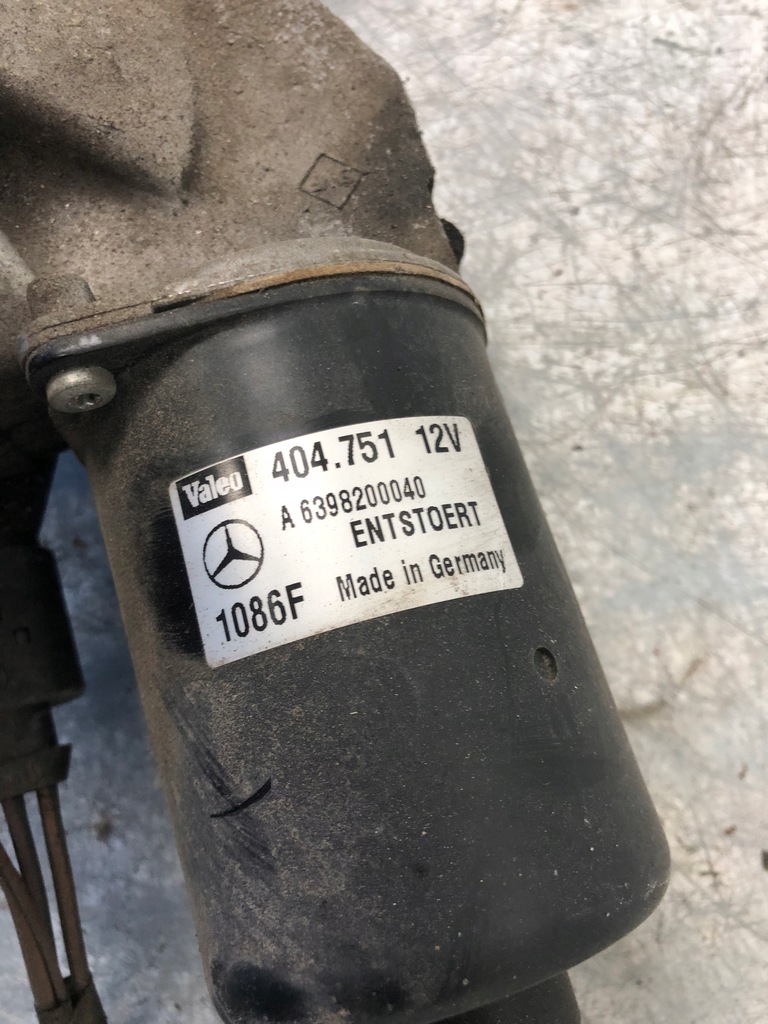 Valeo 404.751 12V
A 6398200040
ENTSTOERT
1086F Made in Germany